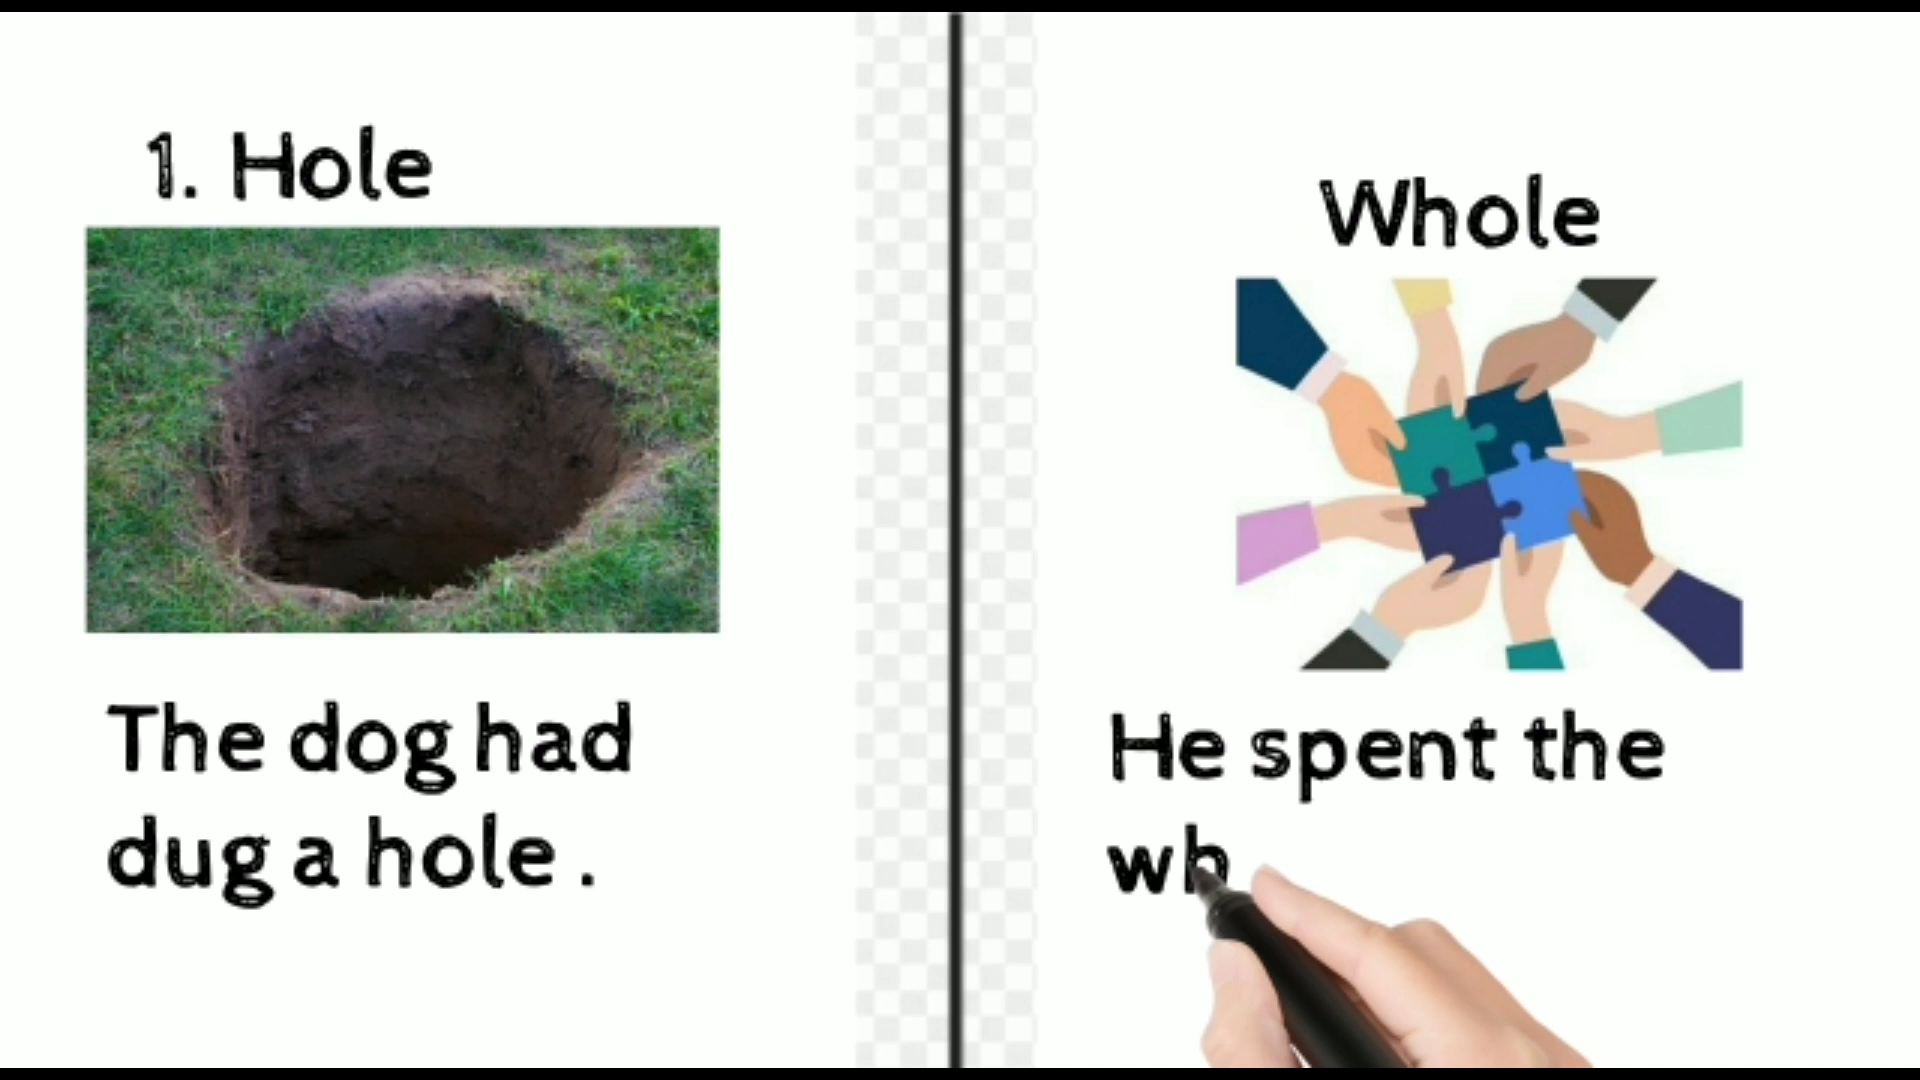 1. Hole
The dog had
dug a hole .
Whole
He spent the
wh